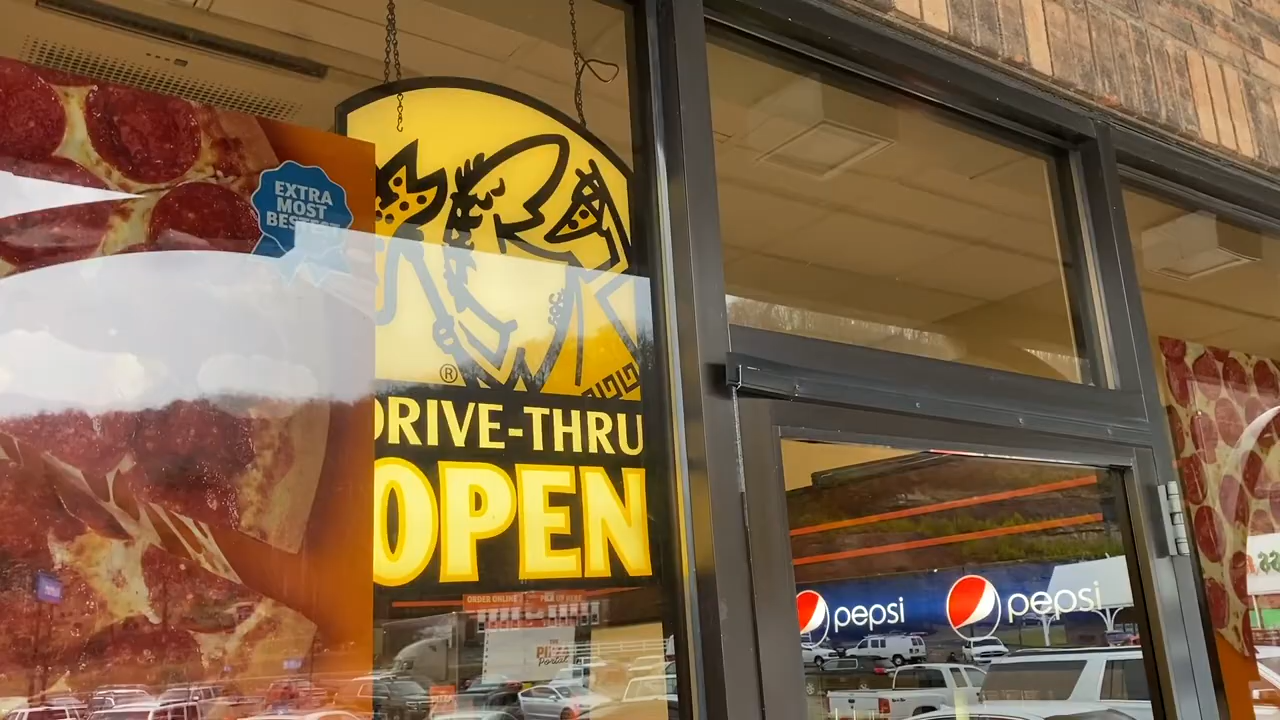 EXTRA
MOST
BESTEST
®
DRIVE-THRU
OPEN
ORDER ONLINE
PICK UP HERE
THE
PIZZA
Portal
pepsi
pepsi